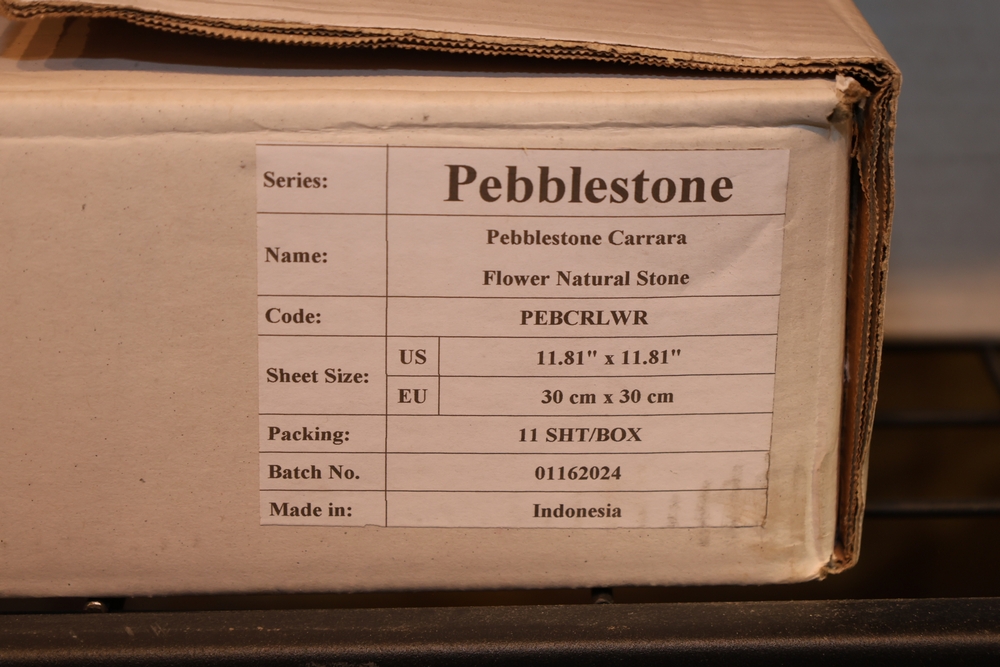 Series: Pebblestone
Name: Pebblestone Carrara
Flower Natural Stone
Code: PEBCRLWR
Sheet Size: US 11.81" x 11.81"
EU 30 cm x 30 cm
Packing: 11 SHT/BOX
Batch No. 01162024
Made in: Indonesia